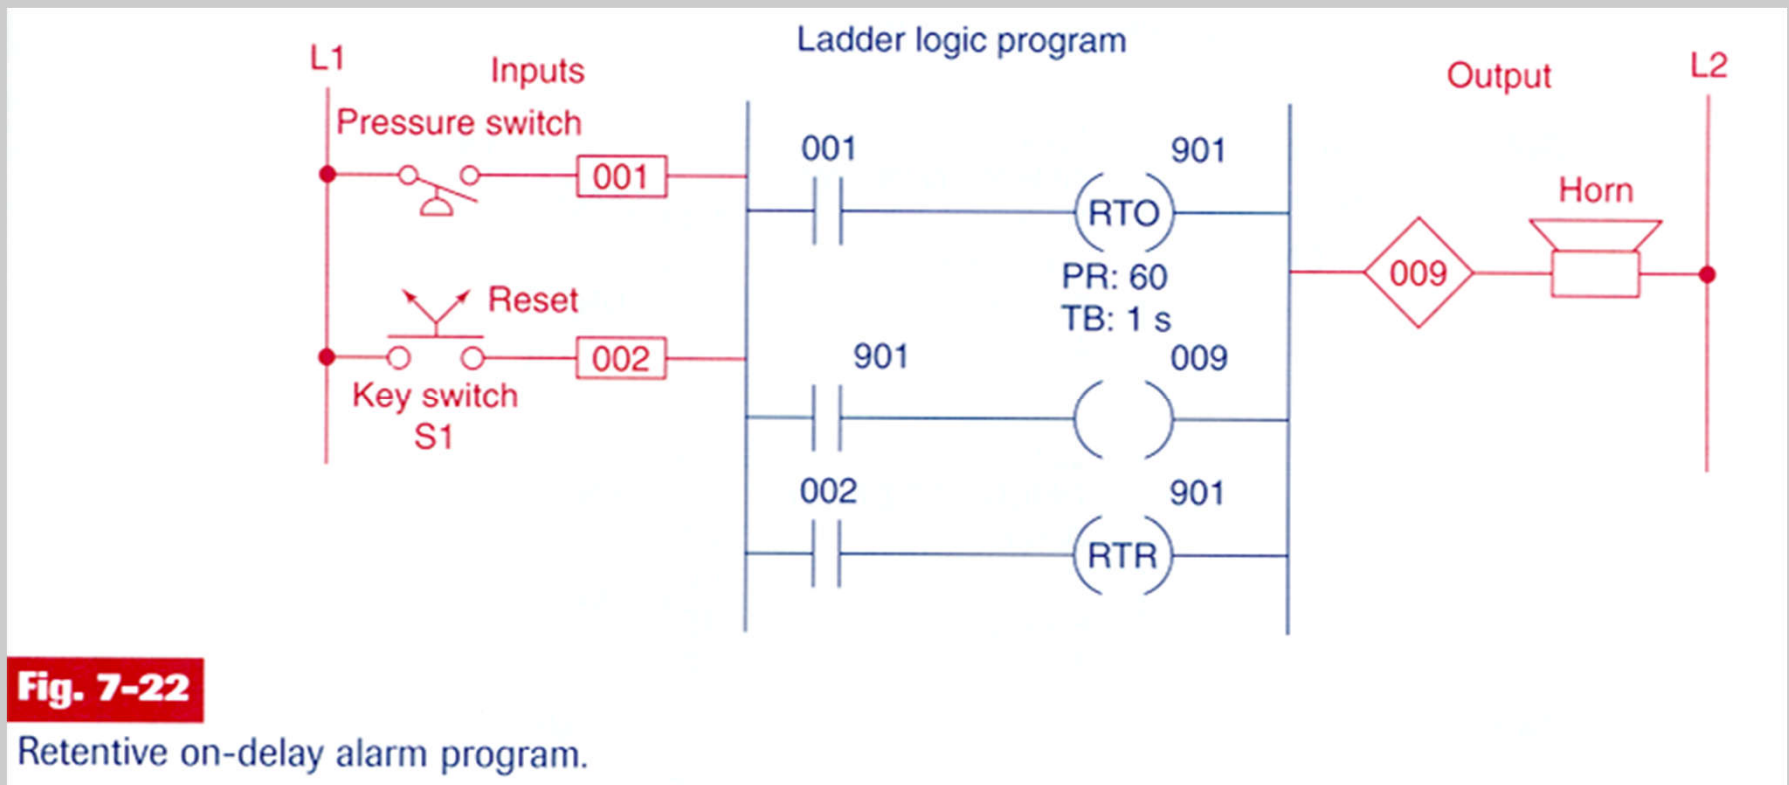 Ladder logic program
L1
Inputs
Output
L2
Pressure switch
001
001
901
RTO
PR: 60
TB: 1 s
Horn
009
Reset
002
Key switch
S1
901
009
002
901
RTR
Fig. 7-22
Retentive on-delay alarm program.